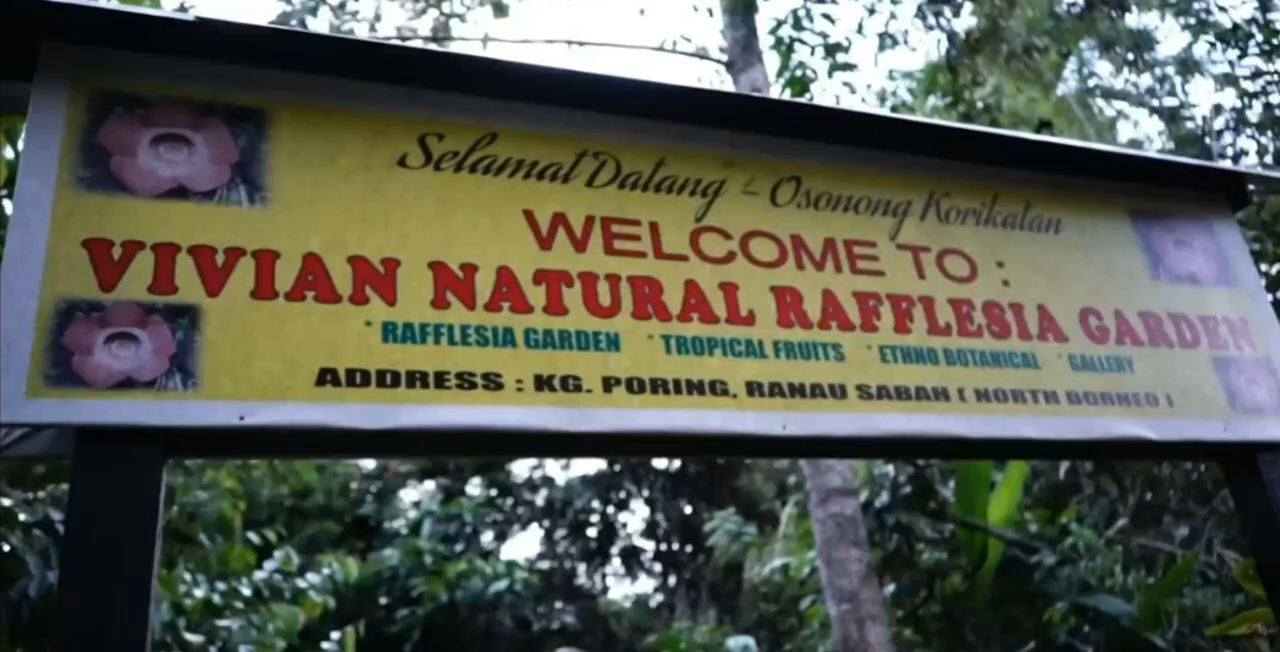 Selamat Datang - Osonong Korikatan
WELCOME TO :
VIVIAN NATURAL RAFFLESIA GARDEN
* RAFFLESIA GARDEN * TROPICAL FRUITS * ETHNO BOTANICAL * GALLERY
ADDRESS : KG. PORING, RANAU SABAH ( NORTH BORNEO )